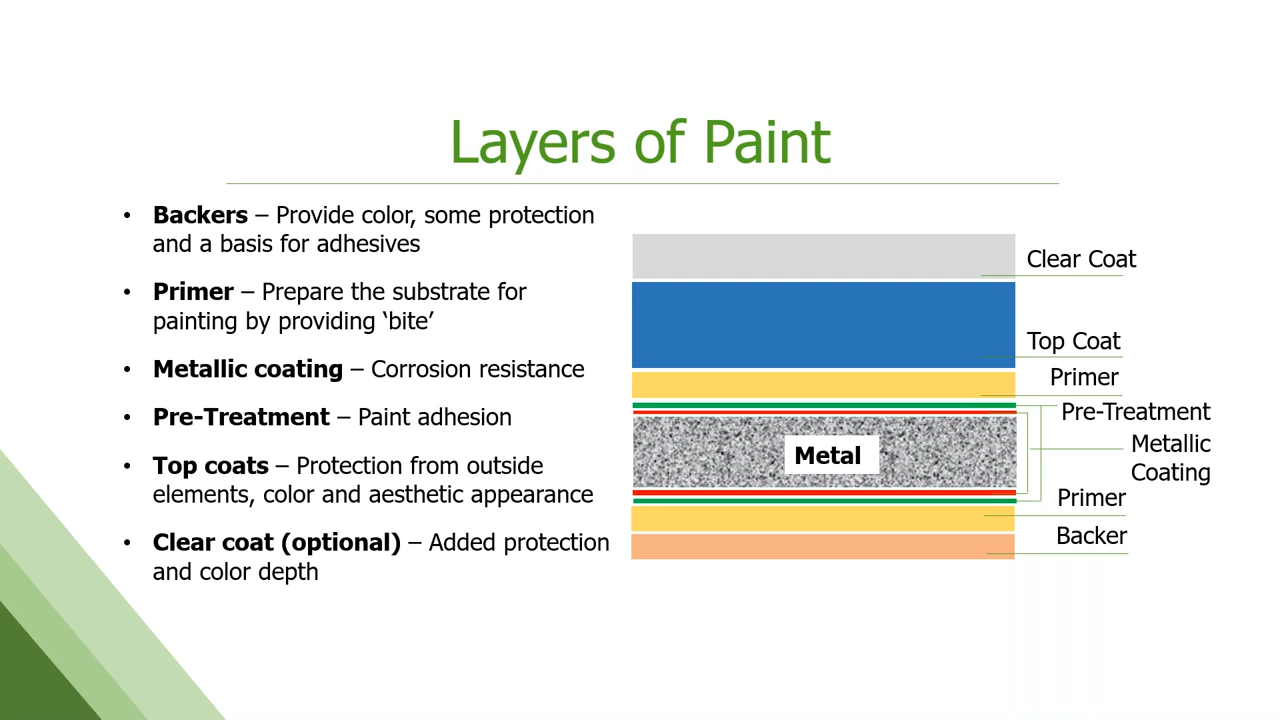 Layers of Paint
• Backers – Provide color, some protection
and a basis for adhesives
• Primer – Prepare the substrate for
painting by providing ‘bite’
• Metallic coating – Corrosion resistance
• Pre-Treatment – Paint adhesion
• Top coats – Protection from outside
elements, color and aesthetic appearance
• Clear coat (optional) – Added protection
and color depth
Clear Coat
Top Coat
Primer
Pre-Treatment
Metallic
Coating
Metal
Primer
Backer